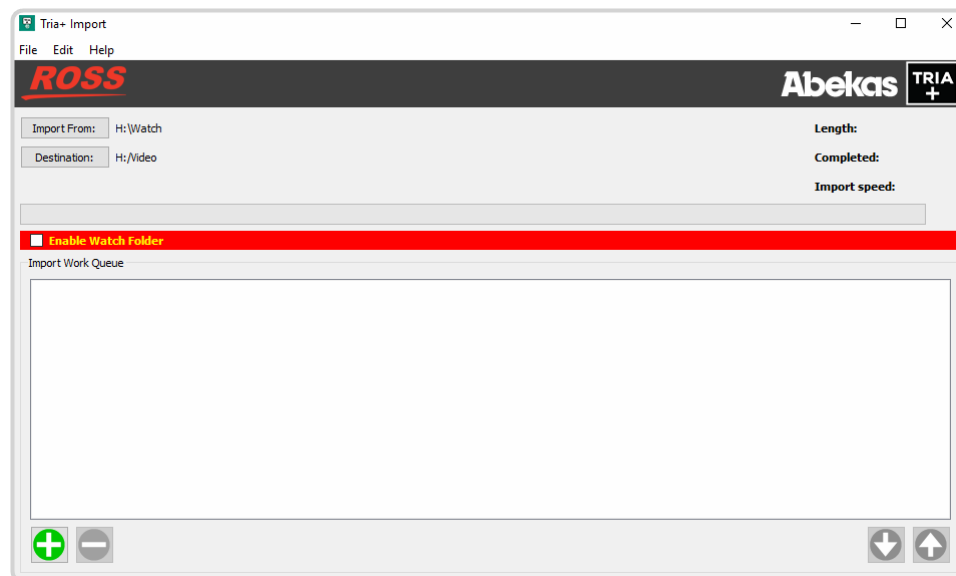 Tria+ Import
File Edit Help
ROSS
Abekas TRIA+
Import From: H:\Watch
Length:
Destination: H:/Video
Completed:
Import speed:
Enable Watch Folder
Import Work Queue